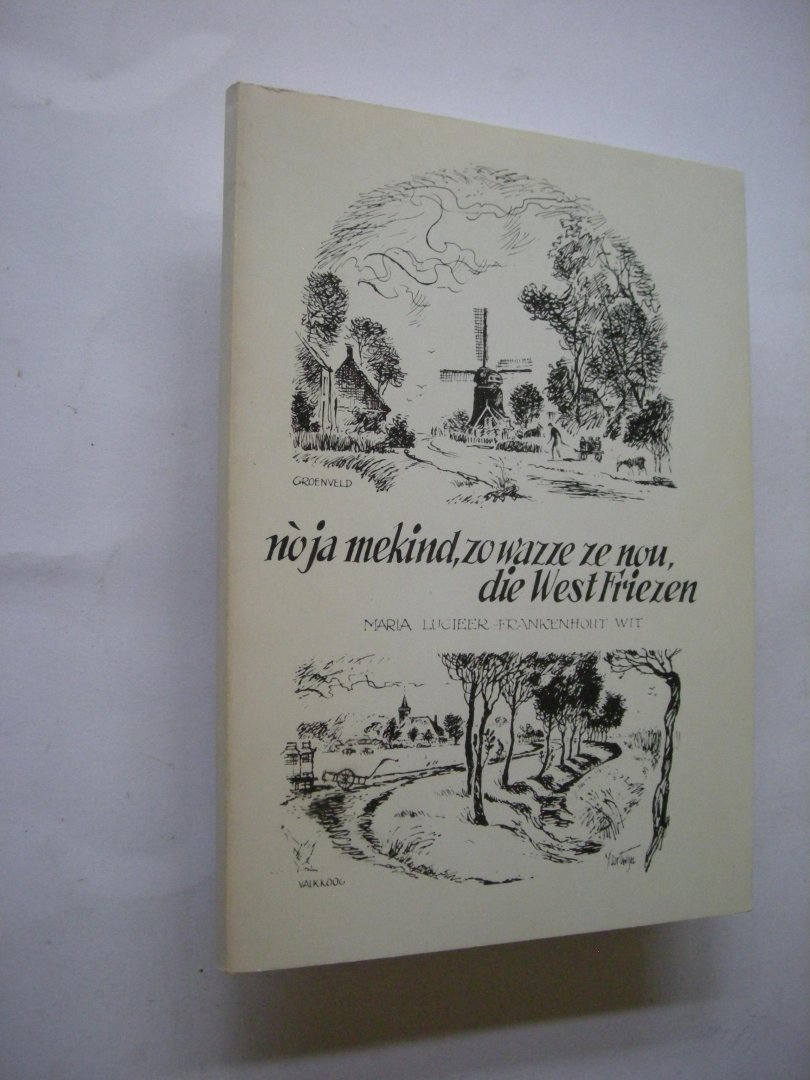 GROENVELD
nò ja mekind, zo wazze ze nou,
die West Friezen
MARIA LUCIEER-FRANKENHOUT WIT
VALKKOOG